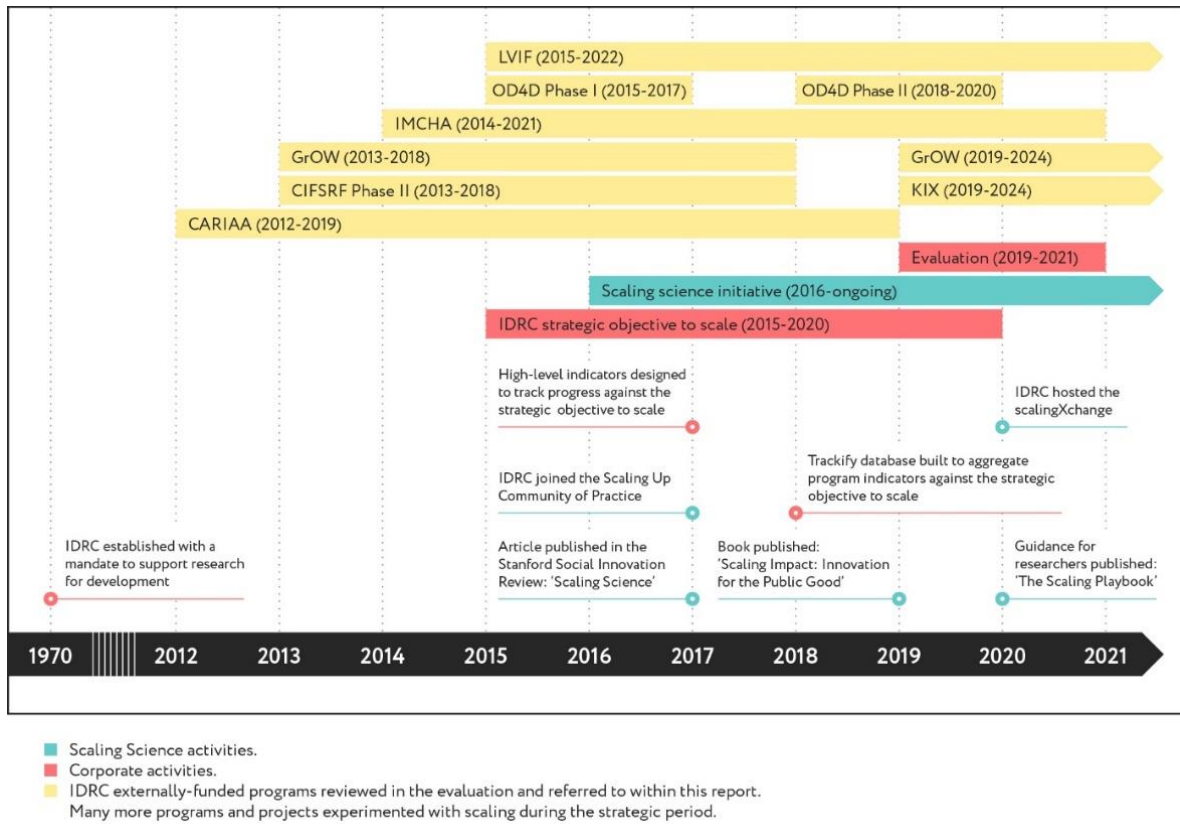 LVIF (2015-2022)
OD4D Phase I (2015-2017)
OD4D Phase II (2018-2020)
IMCHA (2014-2021)
GrOW (2013-2018)
GrOW (2019-2024)
CIFSRF Phase II (2013-2018)
KIX (2019-2024)
CARIAA (2012-2019)
Evaluation (2019-2021)
Scaling science initiative (2016-ongoing)
IDRC strategic objective to scale (2015-2020)
High-level indicators designed
to track progress against the
strategic objective to scale
IDRC hosted the
scalingXchange
IDRC joined the Scaling Up
Community of Practice
Trackify database built to aggregate
program indicators against the strategic
objective to scale
IDRC established with a
mandate to support research
for development
Article published in the
Stanford Social Innovation
Review: ‘Scaling Science’
Book published:
‘Scaling Impact: Innovation
for the Public Good’
Guidance for
researchers published:
‘The Scaling Playbook’
1970 2012 2013 2014 2015 2016 2017 2018 2019 2020 2021
Scaling Science activities.
Corporate activities.
IDRC externally-funded programs reviewed in the evaluation and referred to within this report.
Many more programs and projects experimented with scaling during the strategic period.